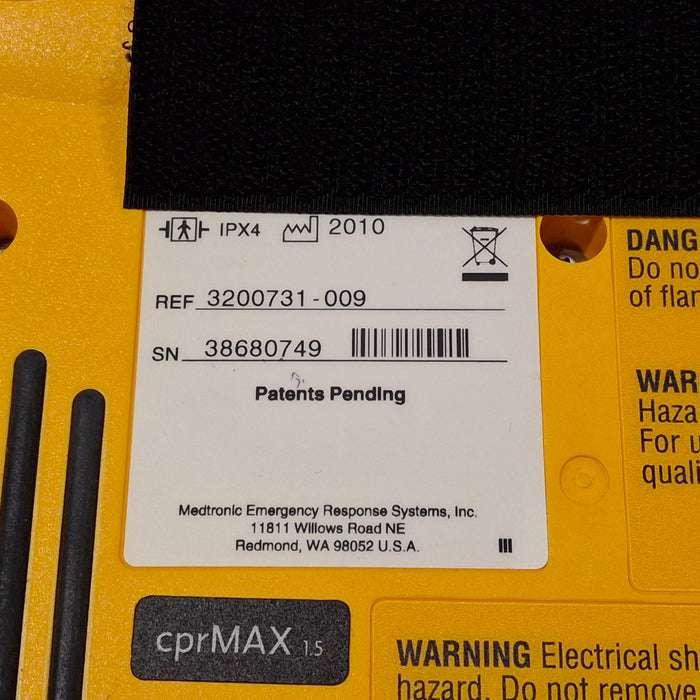 IPX4 2010
REF 3200731-009
SN 38680749
Patents Pending
Medtronic Emergency Response Systems, Inc.
11811 Willows Road NE
Redmond, WA 98052 U.S.A.
cprMAX 1.5
DANG
Do no
of flan
WAR
Haza
For u
quali
WARNING Electrical sh
hazard. Do not remove